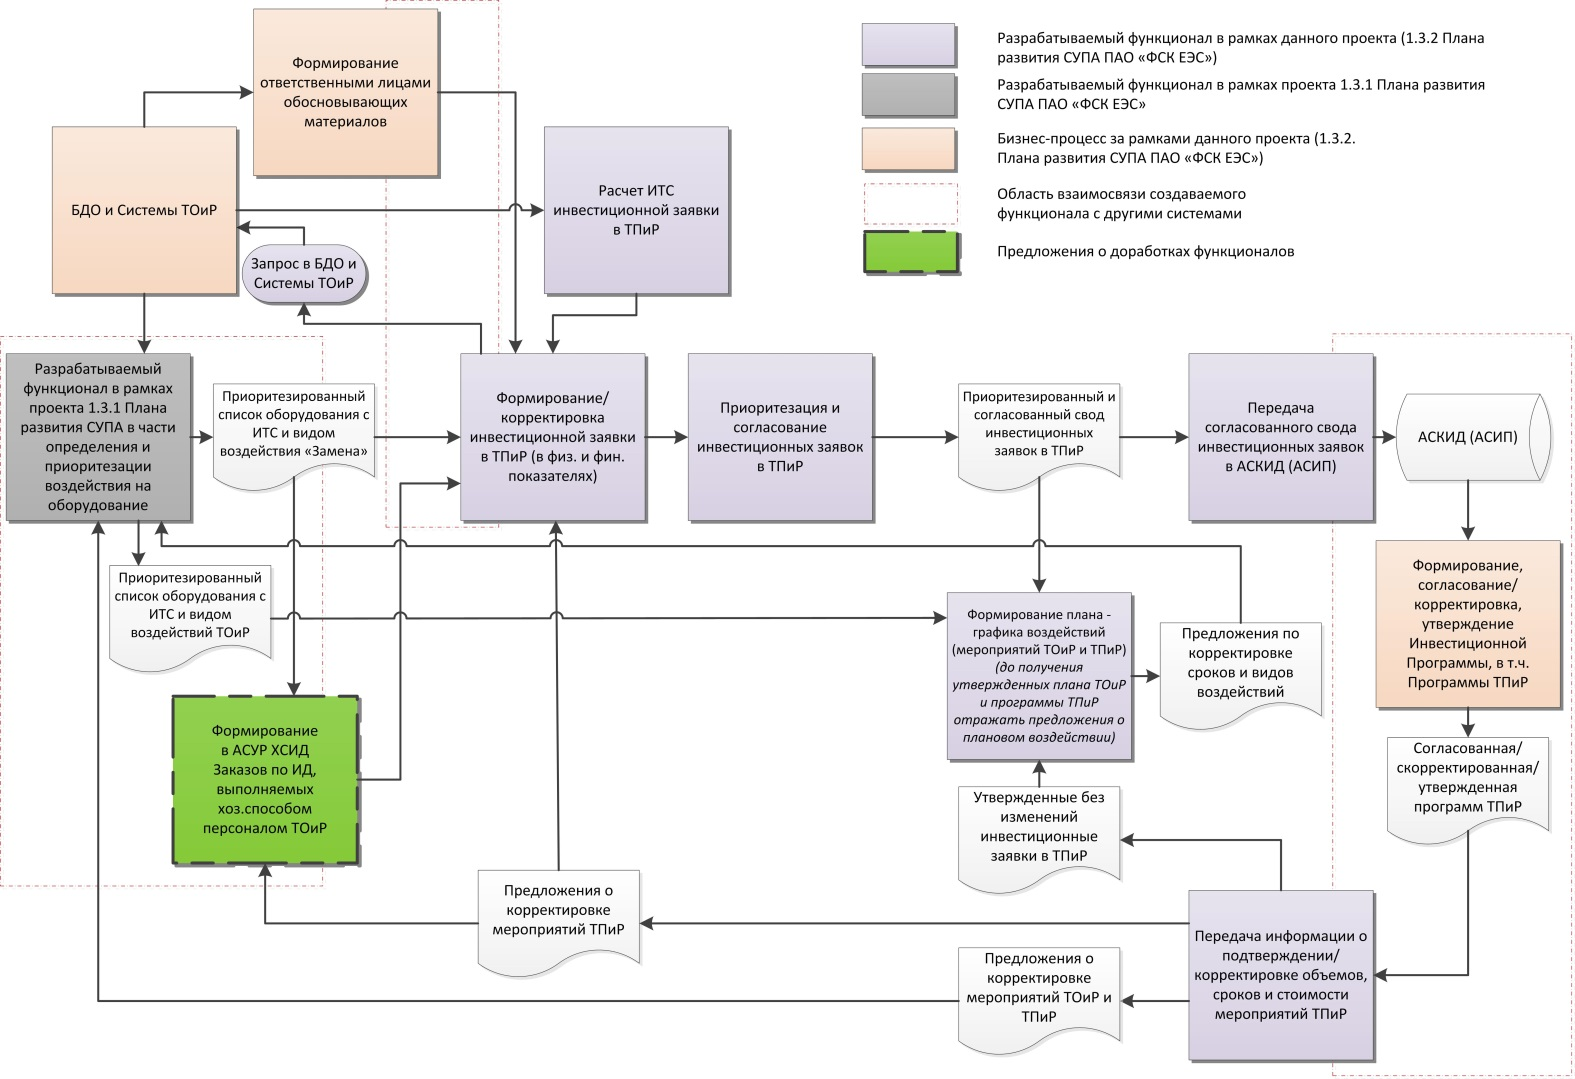 Формирование
ответственными лицами
обосновывающих
материалов
Разрабатываемый функционал в рамках данного проекта (1.3.2 Плана
развития СУПА ПАО «ФСК ЕЭС»)
Разрабатываемый функционал в рамках проекта 1.3.1 Плана развития
СУПА ПАО «ФСК ЕЭС»
Бизнес-процесс за рамками данного проекта (1.3.2.
Плана развития СУПА ПАО «ФСК ЕЭС»)
Область взаимосвязи создаваемого
функционала с другими системами
Предложения о доработках функционалов
БДО и Системы ТОиР
Расчет ИТС
инвестиционной заявки
в ТПиР
Запрос в БДО и
Системы ТОиР
Разрабатываемый
функционал в рамках
проекта 1.3.1 Плана
развития СУПА в части
определения и
приоритезации
воздействия на
оборудование
Приоритезированный
список оборудования с
ИТС и видом
воздействия «Замена»
Формирование/
корректировка
инвестиционной заявки
в ТПиР (в физ. и фин.
показателях)
Приоритезация и
согласование
инвестиционных заявок
в ТПиР
Приоритезированный и
согласованный свод
инвестиционных
заявок в ТПиР
Передача
согласованного свода
инвестиционных заявок
в АСКИД (АСИП)
АСКИД (АСИП)
Приоритезированный
список оборудования с
ИТС и видом
воздействий ТОиР
Формирование плана -
графика воздействий
(мероприятий ТОиР и ТПиР)
(до получения
утвержденных плана ТОиР
и программы ТПиР
отражать предложения о
плановом воздействии)
Предложения по
корректировке
сроков и видов
воздействий
Формирование,
согласование/
корректировка,
утверждение
Инвестиционной
Программы, в т.ч.
Программы ТПиР
Формирование
в АСУР ХСИД
Заказов по ИД,
выполняемых
хоз.способом
персоналом ТОиР
Согласованная/
скорректированная/
утвержденная
программ ТПиР
Утвержденные без
изменений
инвестиционные
заявки в ТПиР
Предложения о
корректировке
мероприятий ТПиР
Предложения о
корректировке
мероприятий ТОиР и
ТПиР
Передача информации о
подтверждении/
корректировке объемов,
сроков и стоимости
мероприятий ТПиР